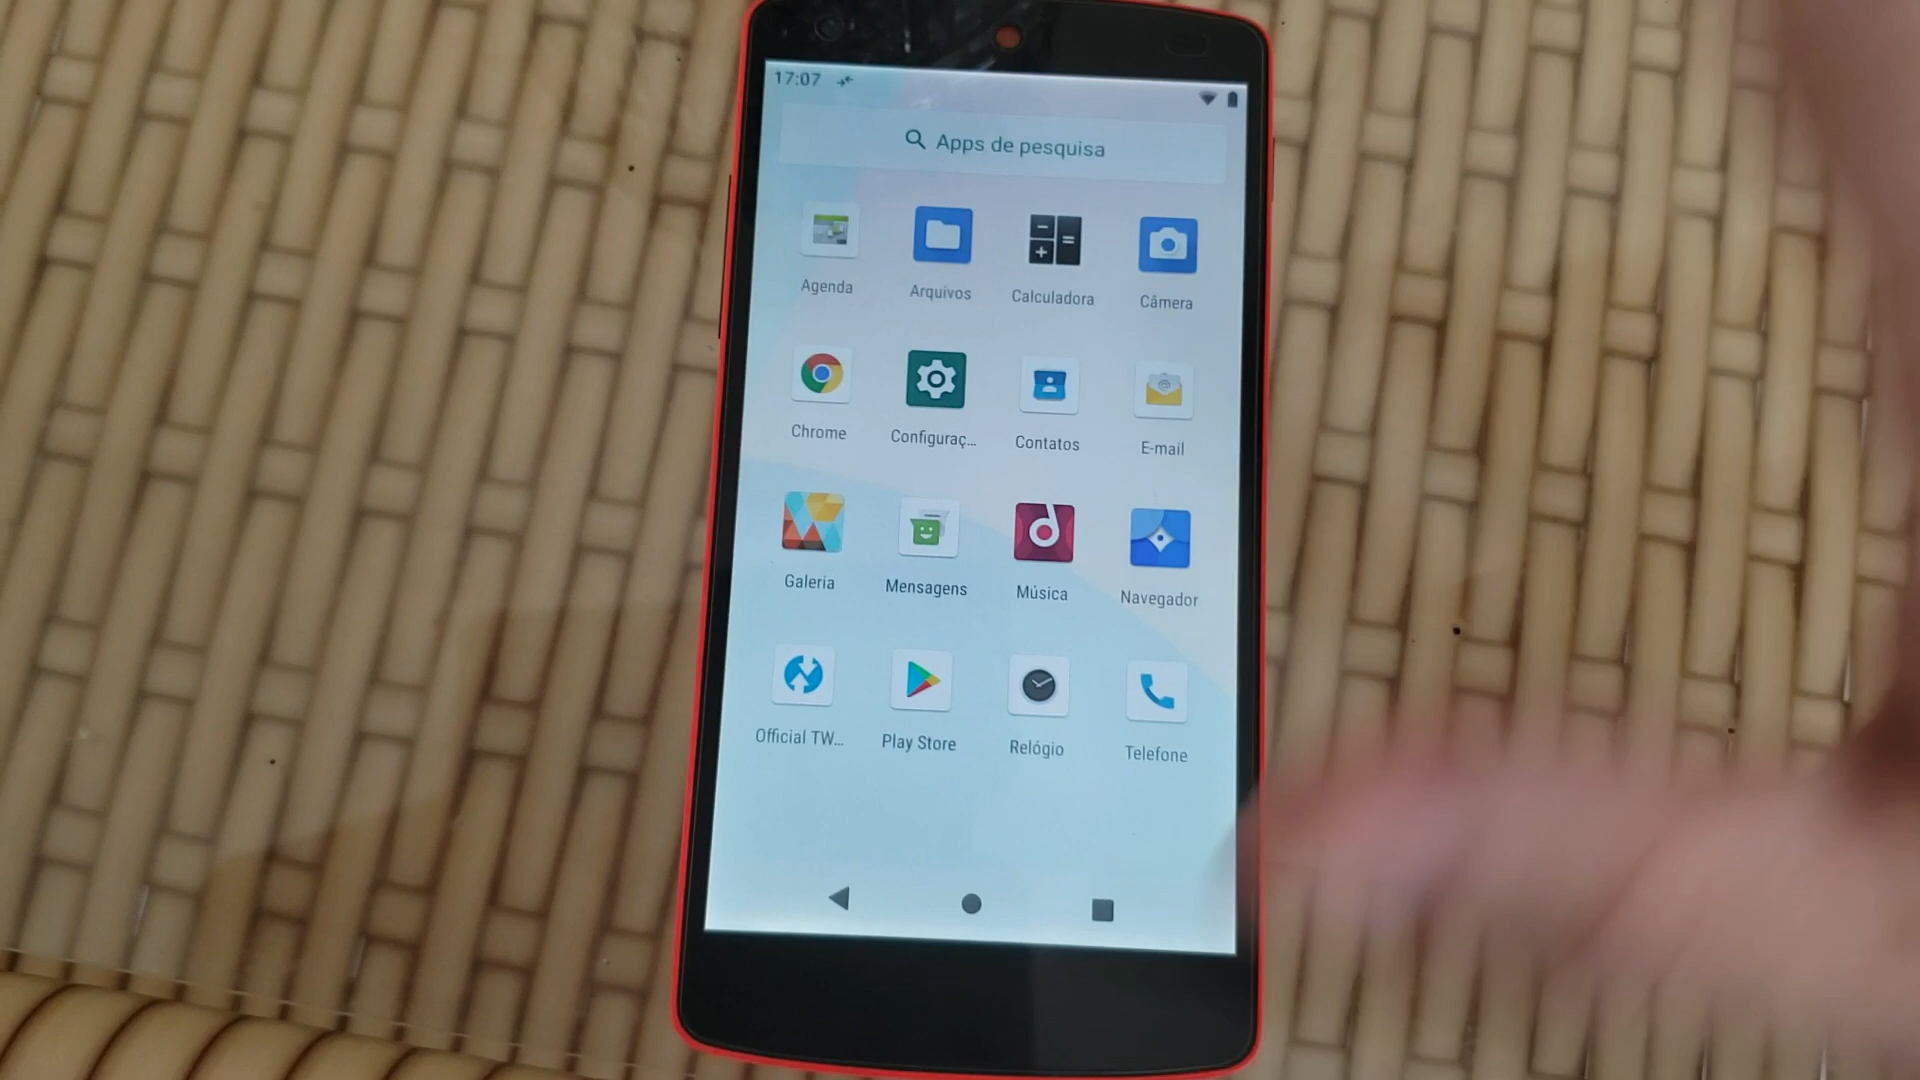 17:07
Apps de pesquisa
Agenda
Arquivos
Calculadora
Câmera
Chrome
Configuraç...
Contatos
E-mail
Galeria
Mensagens
Música
Navegador
Official TW...
Play Store
Relógio
Telefone